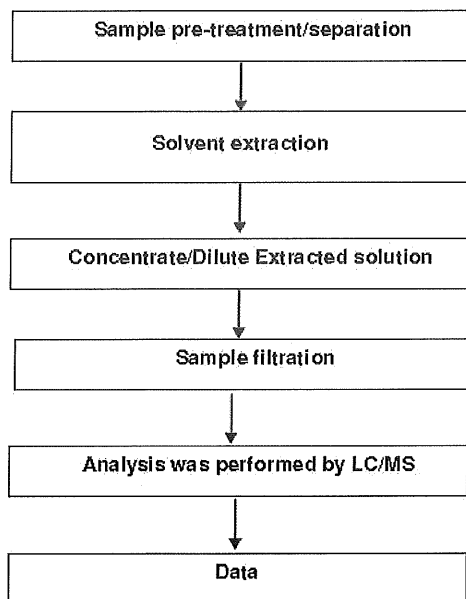 Sample pre-treatment/separation
Solvent extraction
Concentrate/Dilute Extracted solution
Sample filtration
Analysis was performed by LC/MS
Data